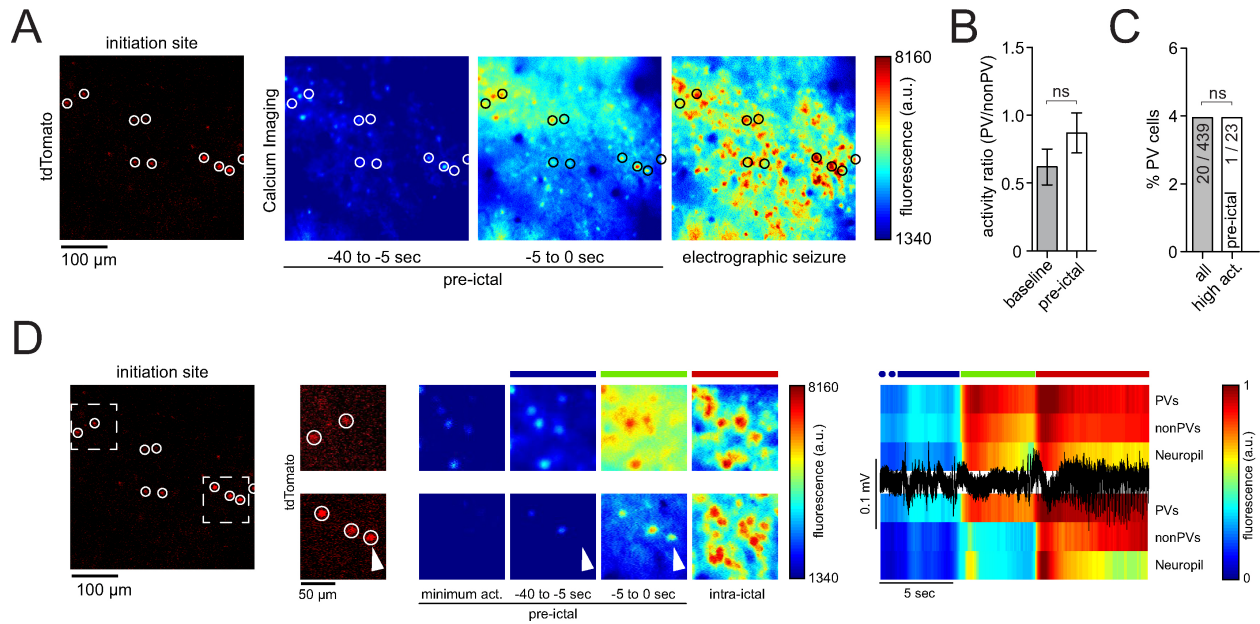 A
initiation site
tdTomato
100 µm
Calcium Imaging
-40 to -5 sec
-5 to 0 sec
electrographic seizure
pre-ictal
8160
fluorescence (a.u.)
1340
B
activity ratio (PV/nonPV)
1.5
1.0
0.5
0
ns
baseline
pre-ictal
C
% PV cells
6
4
2
0
ns
20 / 439
pre-ictal 1 / 23
all
high act.
D
initiation site
100 µm
tdTomato
50 µm
minimum act.
-40 to -5 sec
-5 to 0 sec
intra-ictal
pre-ictal
8160
fluorescence (a.u.)
1340
0.1 mV
PVs
nonPVs
Neuropil
PVs
nonPVs
Neuropil
5 sec
1
fluorescence (a.u.)
0